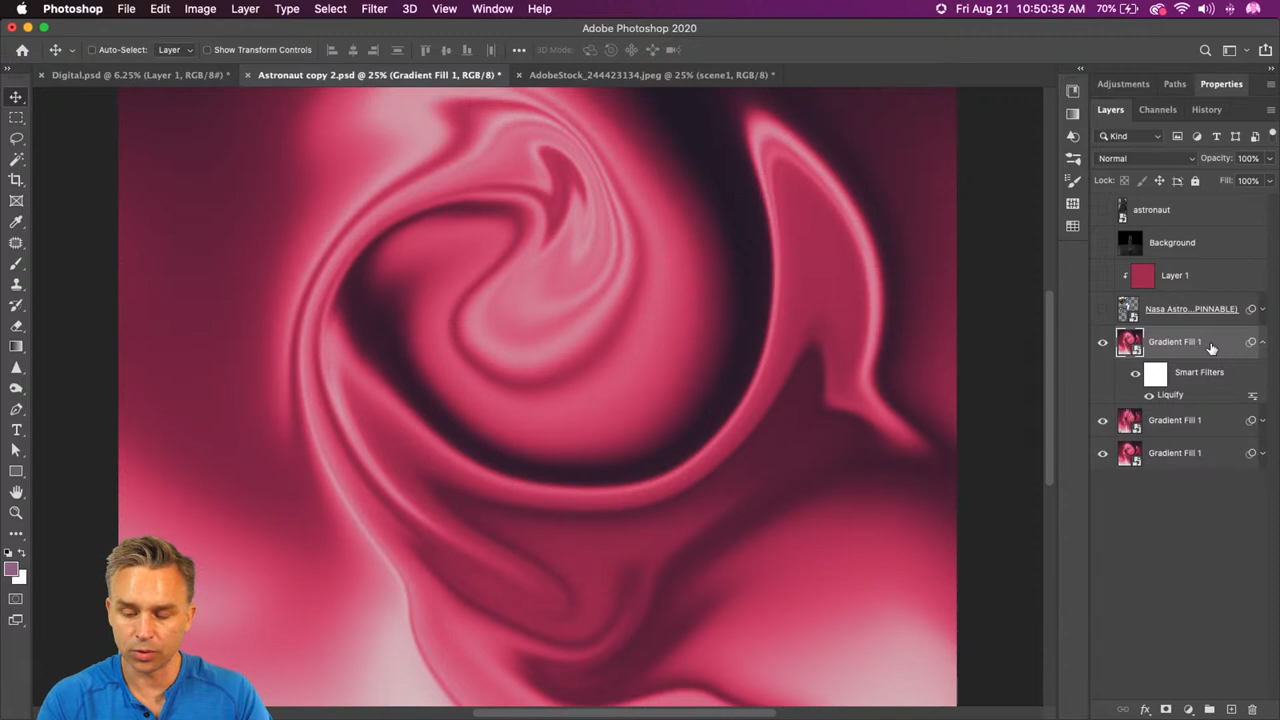 Photoshop File Edit Image Layer Type Select Filter 3D View Window Help Fri Aug 21 10:50:35 AM 70%
Adobe Photoshop 2020
Auto-Select: Layer Show Transform Controls 3D Mode:
Digital.psd @ 6.25% (Layer 1, RGB/8#) * Astronaut copy 2.psd @ 25% (Gradient Fill 1, RGB/8) * AdobeStock_244423134.jpeg @ 25% (scene1, RGB/8) *
Adjustments Paths Properties
Layers Channels History
Kind
Normal Opacity: 100%
Lock: Fill: 100%
astronaut
Background
Layer 1
Nasa Astro...PINNABLE)
Gradient Fill 1
Smart Filters
Liquify
Gradient Fill 1
Gradient Fill 1